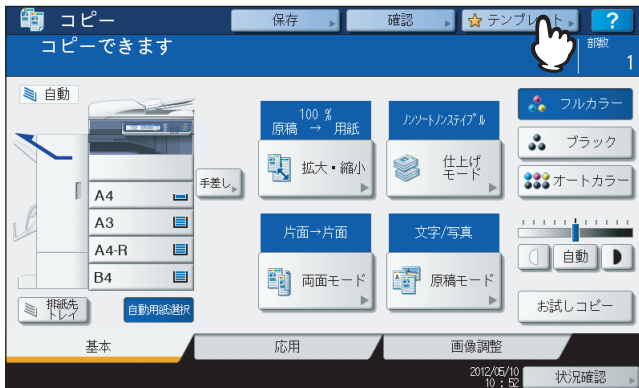 コピー
保存
確認
テンプレート
?
コピーできます
部数
1
自動
100 %
原稿 → 用紙
拡大・縮小
ﾉﾝｿｰﾄﾉﾝｽﾃｲﾌﾟﾙ
仕上げ
モード
フルカラー
ブラック
オートカラー
手差し
A4
A3
A4-R
B4
片面→片面
両面モード
文字/写真
原稿モード
自動
排紙先
トレイ
自動用紙選択
お試しコピー
基本
応用
画像調整
2012/05/10
10 : 52
状況確認